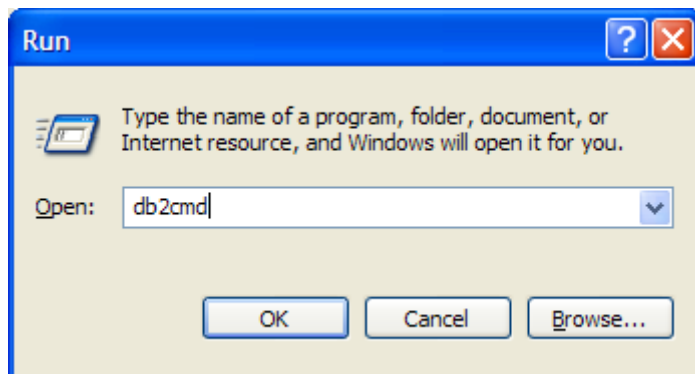 Run
Type the name of a program, folder, document, or
Internet resource, and Windows will open it for you.
Open: db2cmd
OK Cancel Browse...